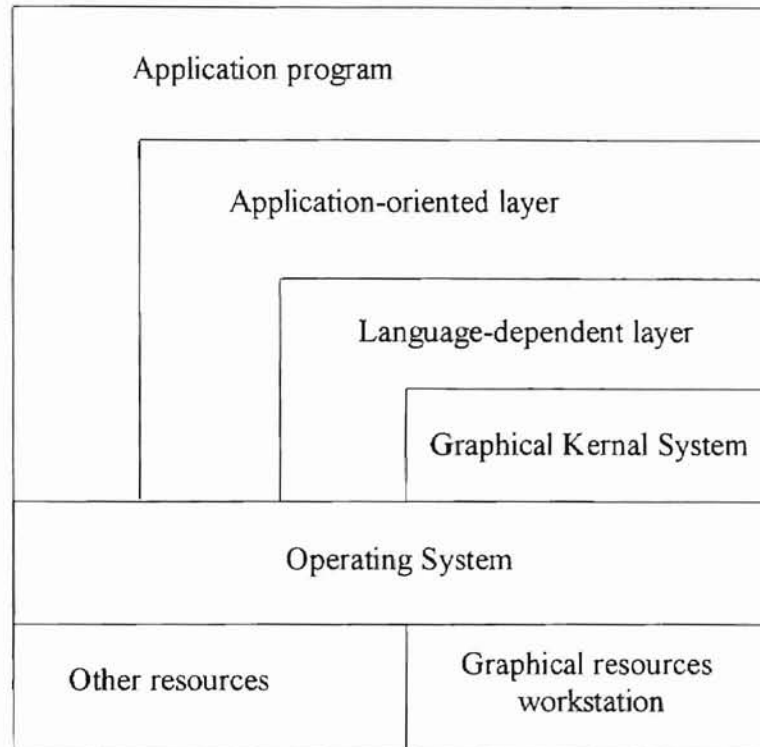 Application program
Application-oriented layer
Language-dependent layer
Graphical Kernal System
Operating System
Other resources
Graphical resources
workstation